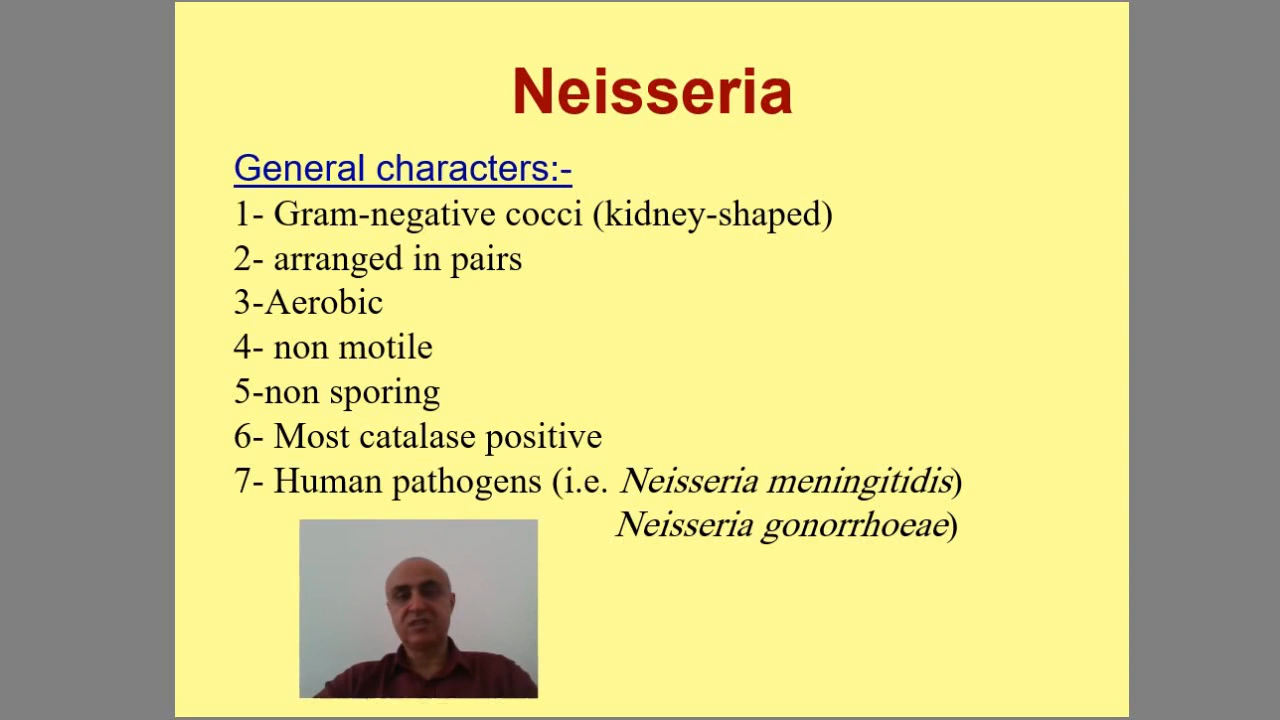 Neisseria
General characters:-
1- Gram-negative cocci (kidney-shaped)
2- arranged in pairs
3-Aerobic
4- non motile
5-non sporing
6- Most catalase positive
7- Human pathogens (i.e. Neisseria meningitidis)
Neisseria gonorrhoeae)